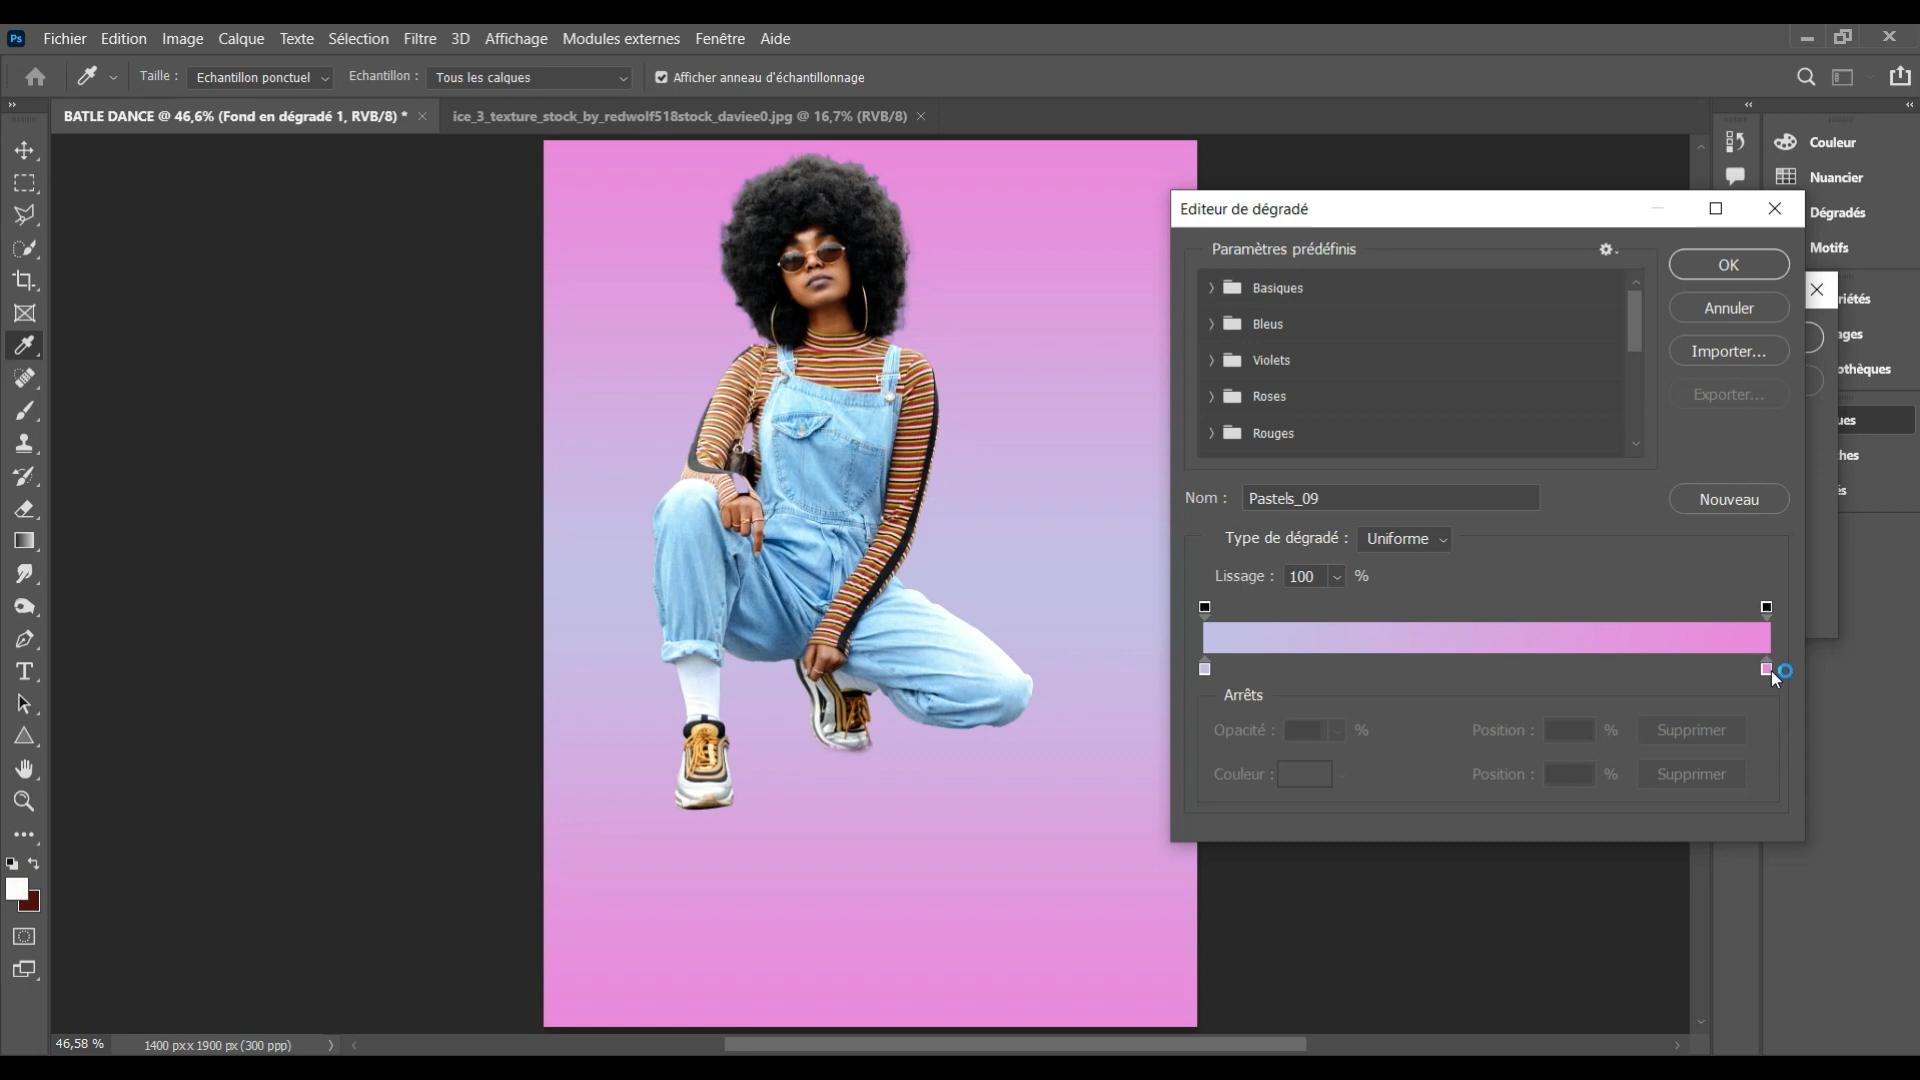 Ps Fichier Edition Image Calque Texte Sélection Filtre 3D Affichage Modules externes Fenêtre Aide
Taille : Echantillon ponctuel Echantillon : Tous les calques Afficher anneau d'échantillonnage
BATLE DANCE @ 46,6% (Fond en dégradé 1, RVB/8) * ice_3_texture_stock_by_redwolf518stock_daviee0.jpg @ 16,7% (RVB/8)
Couleur
Nuancier
Dégradés
Motifs
riétés
ages
othèques
ues
hes
és
Editeur de dégradé
Paramètres prédéfinis
Basiques
Bleus
Violets
Roses
Rouges
OK
Annuler
Importer...
Exporter...
Nom : Pastels_09
Nouveau
Type de dégradé : Uniforme
Lissage : 100 %
Arrêts
Opacité : % Position : % Supprimer
Couleur : Position : % Supprimer
46,58 % 1400 px x 1900 px (300 ppp)